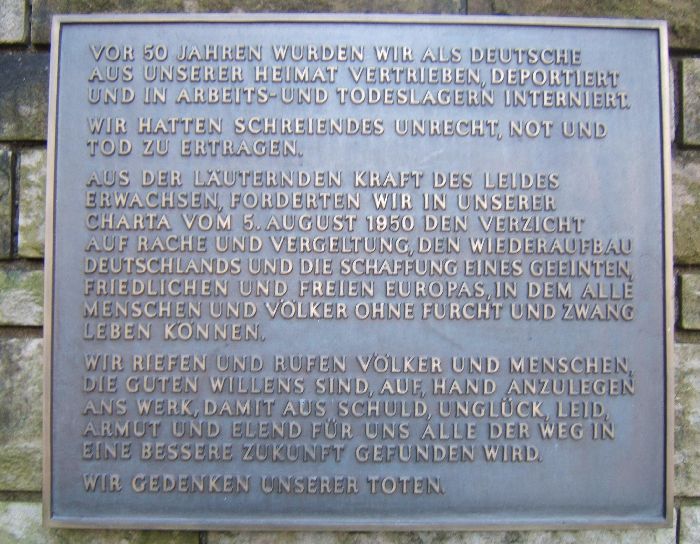 VOR 50 JAHREN WURDEN WIR ALS DEUTSCHE
AUS UNSERER HEIMAT VERTRIEBEN, DEPORTIERT
UND IN ARBEITS- UND TODESLAGERN INTERNIERT.
WIR HATTEN SCHREIENDES UNRECHT, NOT UND
TOD ZU ERTRAGEN.
AUS DER LÄUTERNDEN KRAFT DES LEIDES
ERWACHSEN, FORDERTEN WIR IN UNSERER
CHARTA VOM 5. AUGUST 1950 DEN VERZICHT
AUF RACHE UND VERGELTUNG, DEN WIEDERAUFBAU
DEUTSCHLANDS UND DIE SCHAFFUNG EINES GEEINTEN,
FRIEDLICHEN UND FREIEN EUROPAS, IN DEM ALLE
MENSCHEN UND VÖLKER OHNE FURCHT UND ZWANG
LEBEN KÖNNEN.
WIR RIEFEN UND RUFEN VÖLKER UND MENSCHEN,
DIE GUTEN WILLENS SIND, AUF, HAND ANZULEGEN
ANS WERK, DAMIT AUS SCHULD, UNGLÜCK, LEID,
ARMUT UND ELEND FÜR UNS ALLE DER WEG IN
EINE BESSERE ZUKUNFT GEFUNDEN WIRD.
WIR GEDENKEN UNSERER TOTEN.